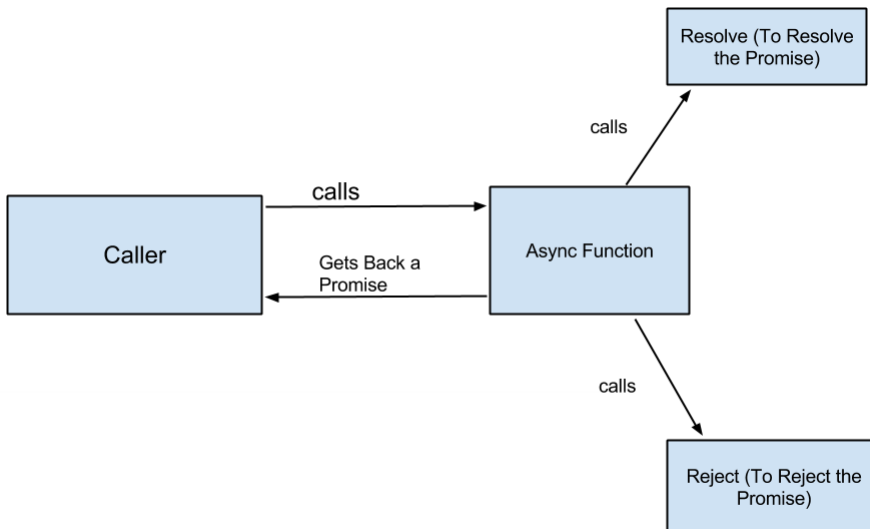 Resolve (To Resolve
the Promise)
calls
calls
Caller
Async Function
Gets Back a
Promise
calls
Reject (To Reject the
Promise)